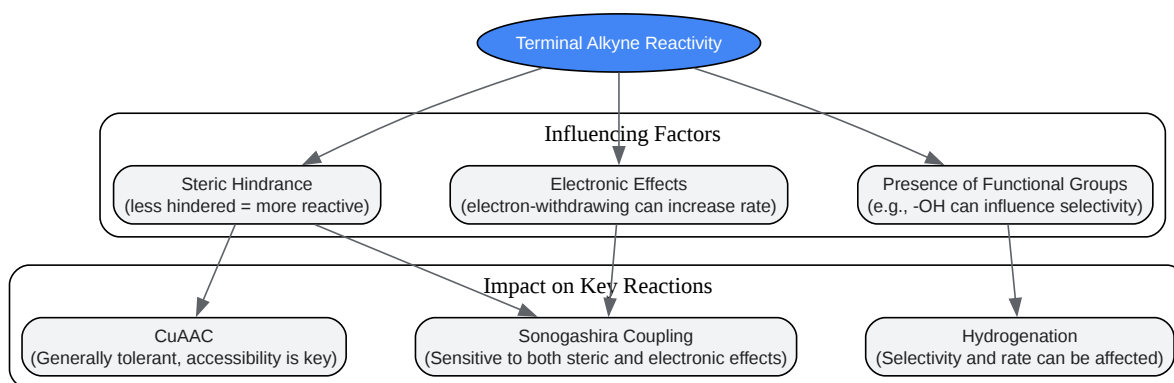 Terminal Alkyne Reactivity
Influencing Factors
Steric Hindrance
(less hindered = more reactive)
Electronic Effects
(electron-withdrawing can increase rate)
Presence of Functional Groups
(e.g., -OH can influence selectivity)
Impact on Key Reactions
CuAAC
(Generally tolerant, accessibility is key)
Sonogashira Coupling
(Sensitive to both steric and electronic effects)
Hydrogenation
(Selectivity and rate can be affected)